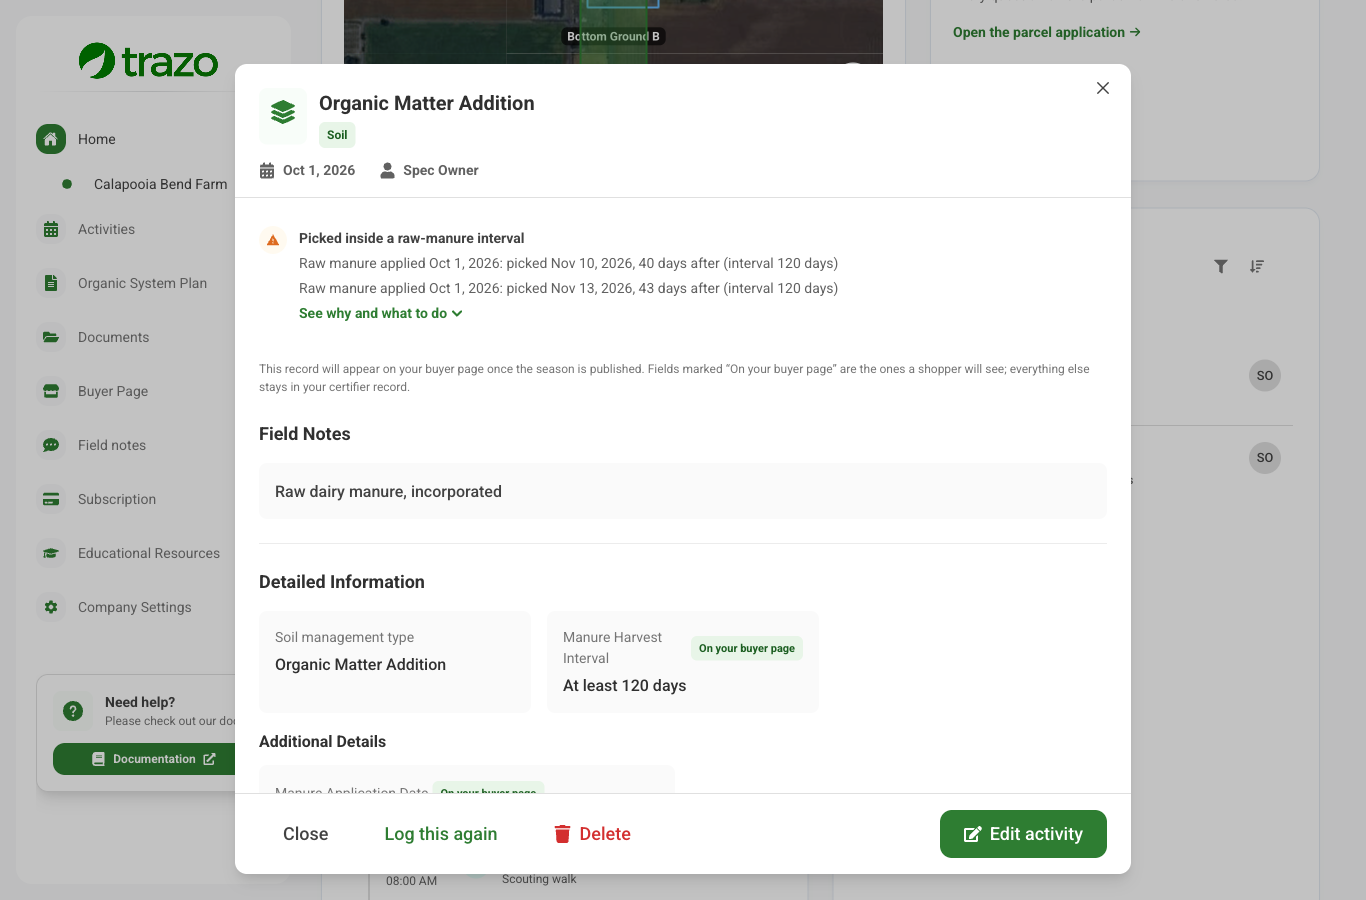 Bottom Ground B
Open the parcel application →
trazo
Home
Calapooia Bend Farm
Activities
Organic System Plan
Documents
Buyer Page
Field notes
Subscription
Educational Resources
Company Settings
Need help?
Please check out our
Documentation
Organic Matter Addition
Soil
Oct 1, 2026
Spec Owner
Picked inside a raw-manure interval
Raw manure applied Oct 1, 2026: picked Nov 10, 2026, 40 days after (interval 120 days)
Raw manure applied Oct 1, 2026: picked Nov 13, 2026, 43 days after (interval 120 days)
See why and what to do
This record will appear on your buyer page once the season is published. Fields marked “On your buyer page” are the ones a shopper will see; everything else
stays in your certifier record.
Field Notes
Raw dairy manure, incorporated
Detailed Information
Soil management type
Organic Matter Addition
Manure Harvest
Interval
On your buyer page
At least 120 days
Additional Details
Manure Application Date On your buyer page
Close
Log this again
Delete
Edit activity
SO
SO
08:00 AM
Scouting walk